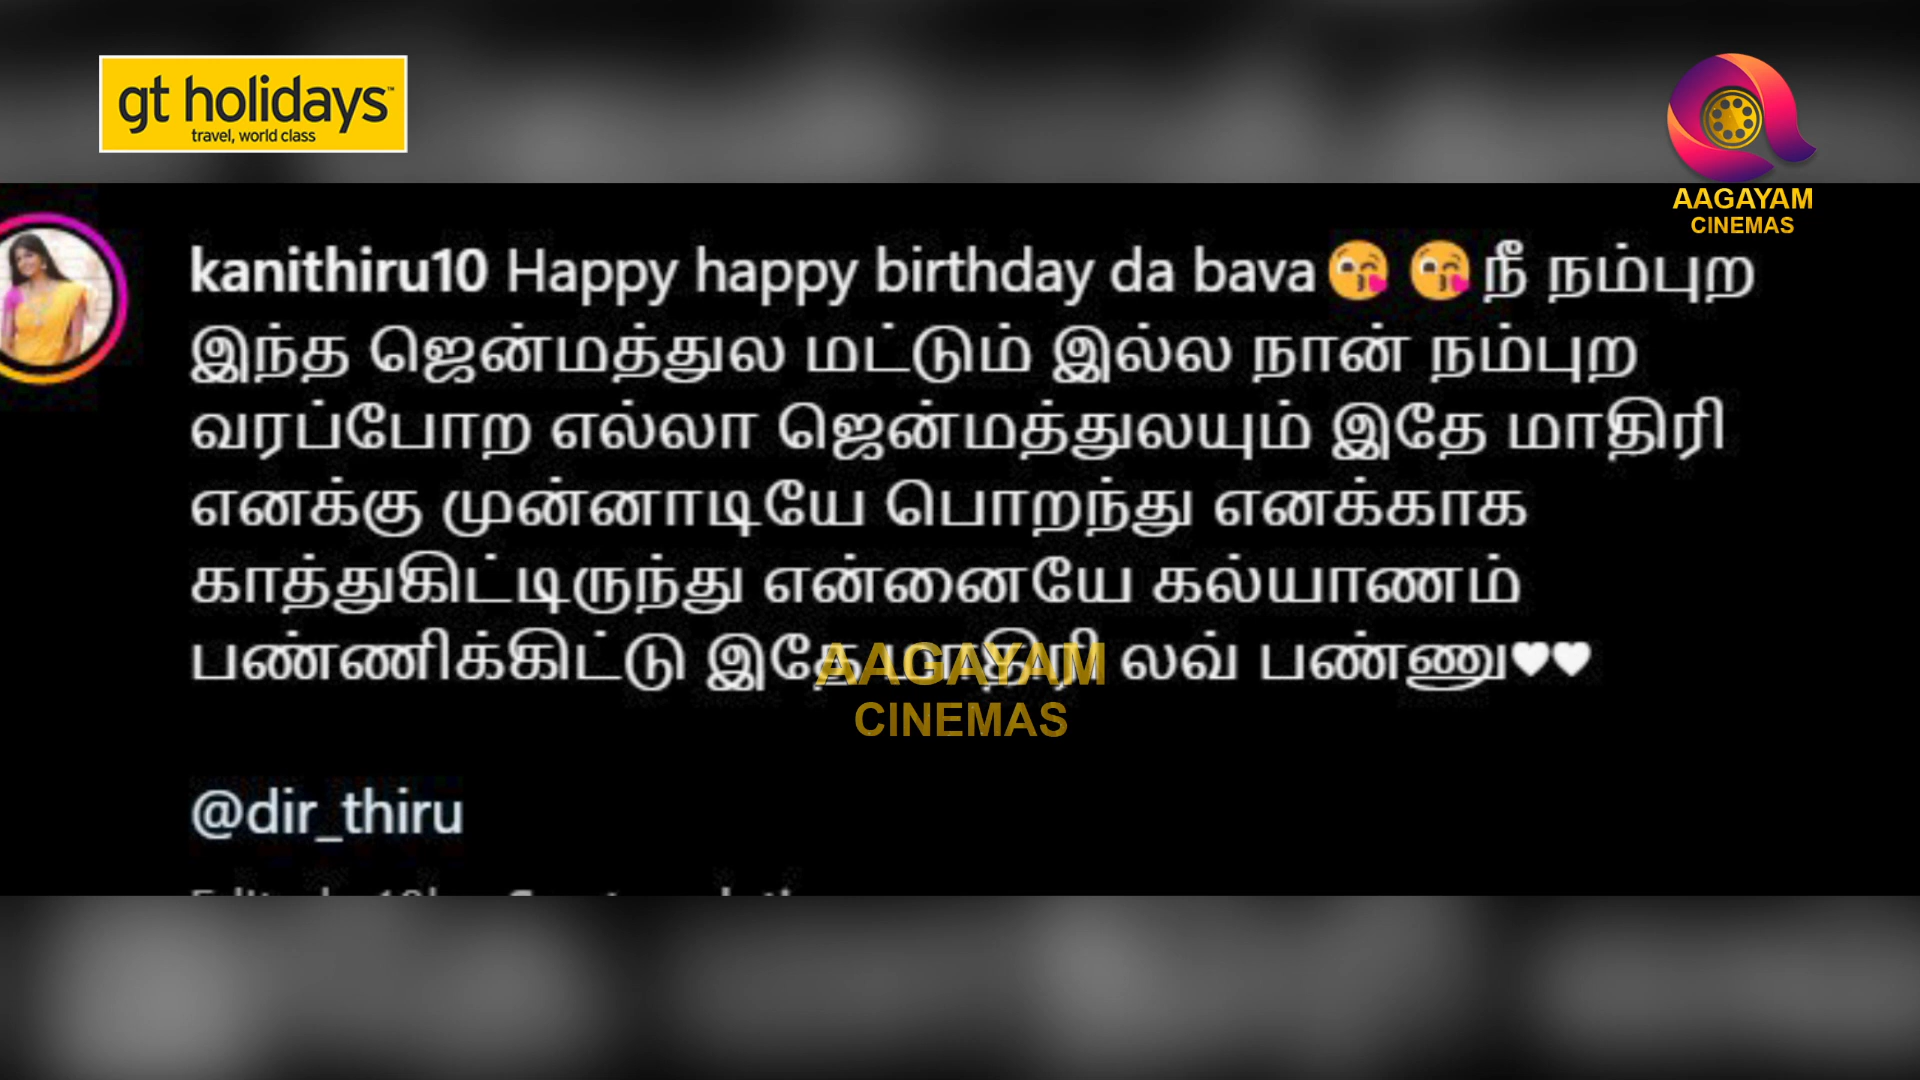 gt holidays™
travel, world class
AAGAYAM
CINEMAS
kanithiru10 Happy happy birthday da bava😘 😘நீ நம்புற
இந்த ஜென்மத்துல மட்டும் இல்ல நான் நம்புற
வரப்போற எல்லா ஜென்மத்துலயும் இதே மாதிரி
எனக்கு முன்னாடியே பொறந்து எனக்காக
காத்துகிட்டிருந்து என்னையே கல்யாணம்
பண்ணிக்கிட்டு இதே மாதிரி லவ் பண்ணு♥♥
AAGAYAM
CINEMAS
@dir_thiru